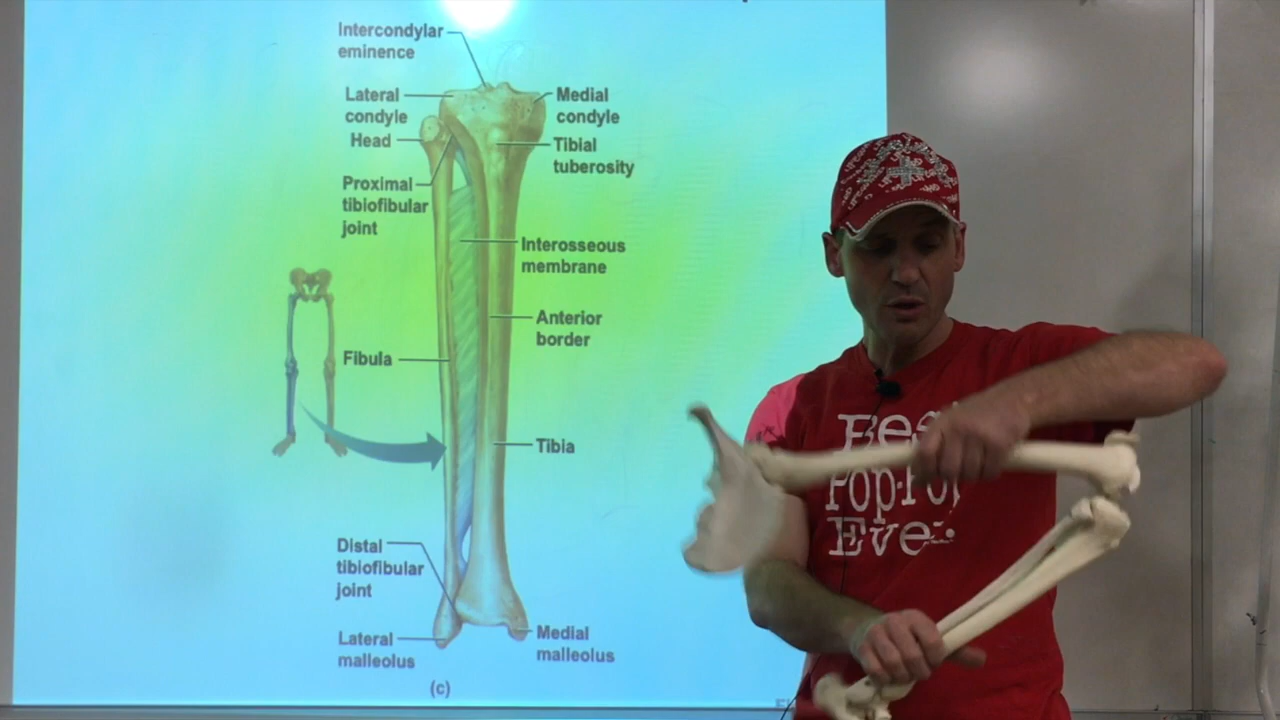 Intercondylar
eminence
Lateral
condyle
Medial
condyle
Head
Tibial
tuberosity
Proximal
tibiofibular
joint
Interosseous
membrane
Anterior
border
Fibula
Tibia
Distal
tibiofibular
joint
Lateral
malleolus
Medial
malleolus
(c)
Ever